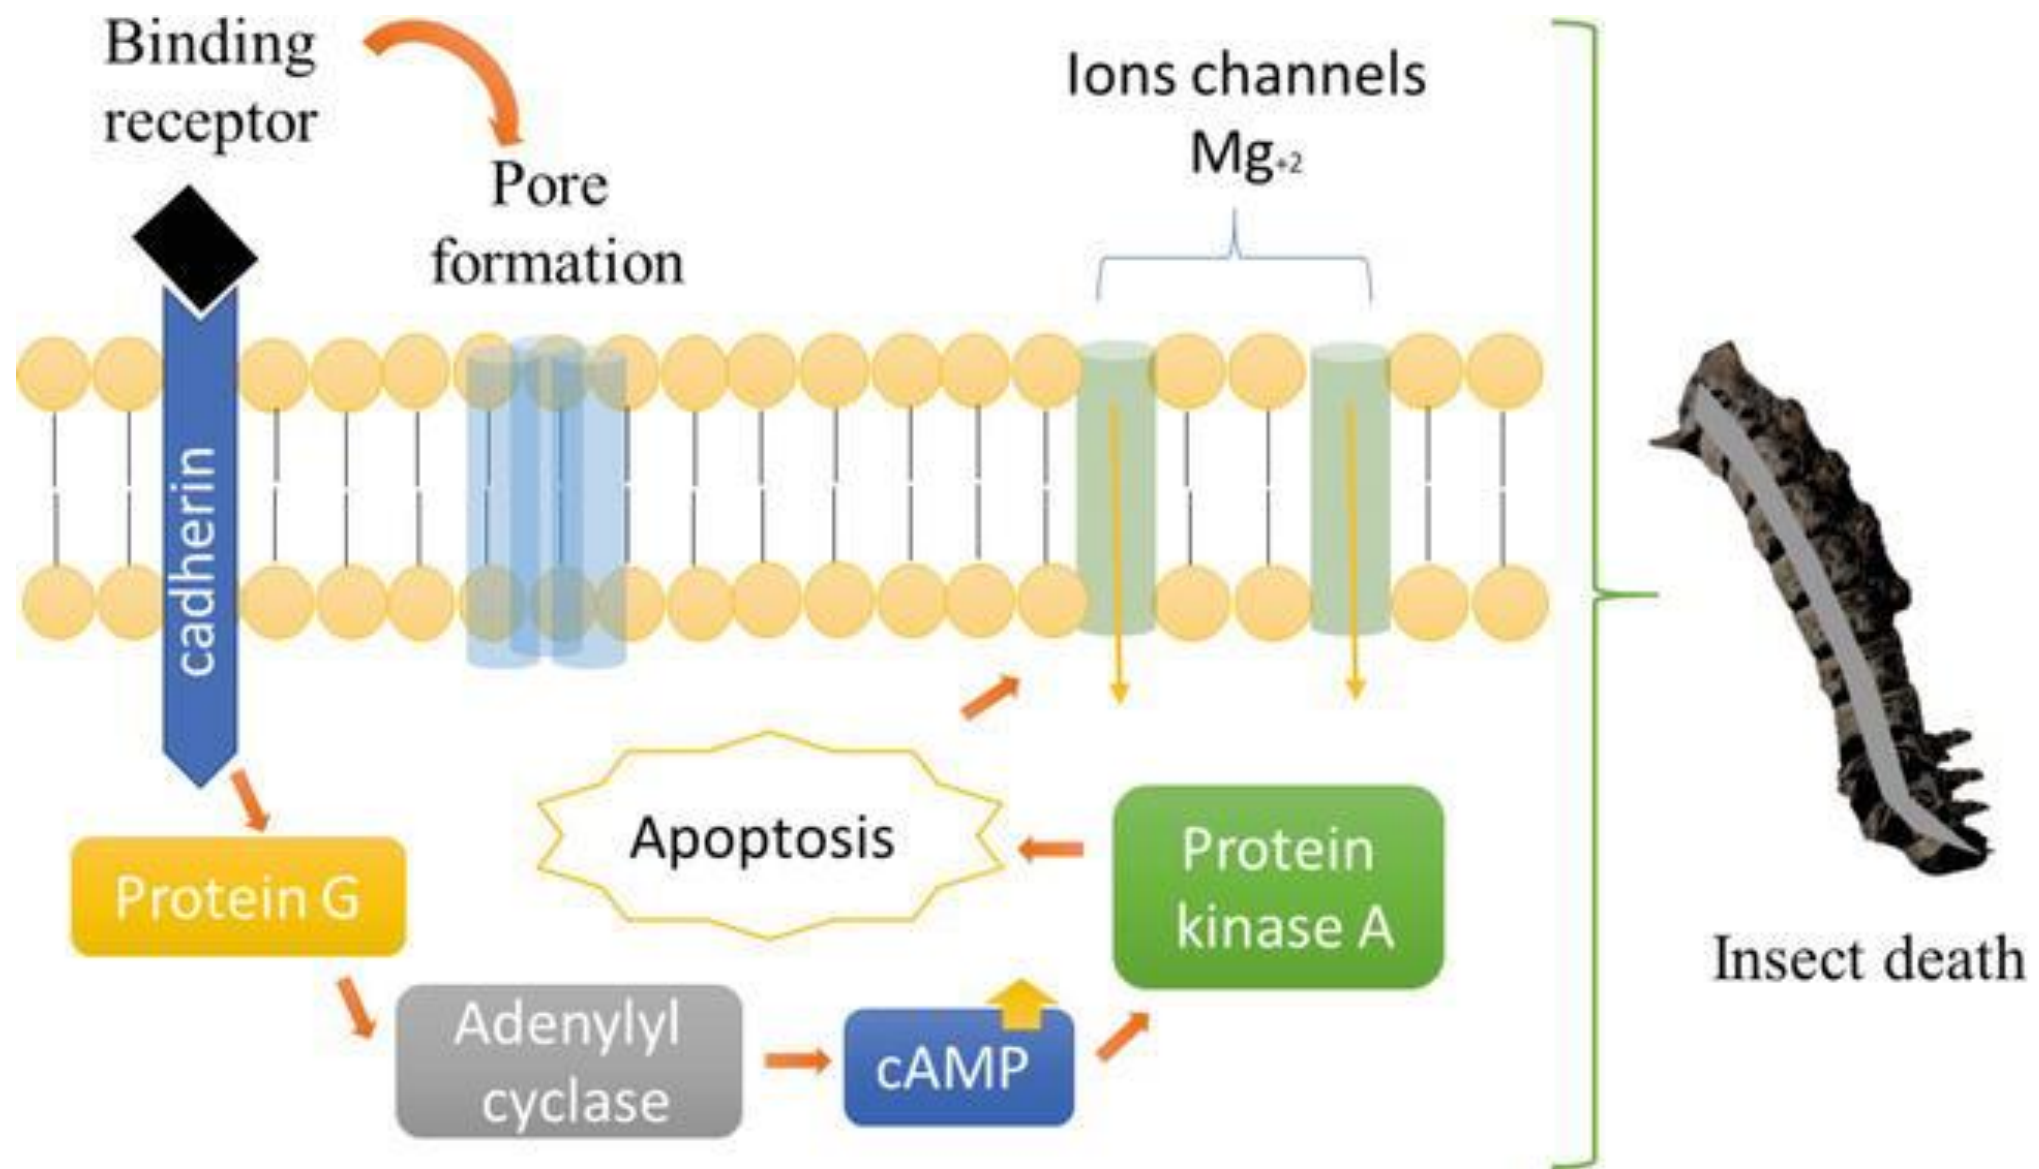 Binding
receptor
Pore
formation
Ions channels
Mg+2
cadherin
Protein G
Adenylyl
cyclase
cAMP
Protein
kinase A
Apoptosis
Insect death